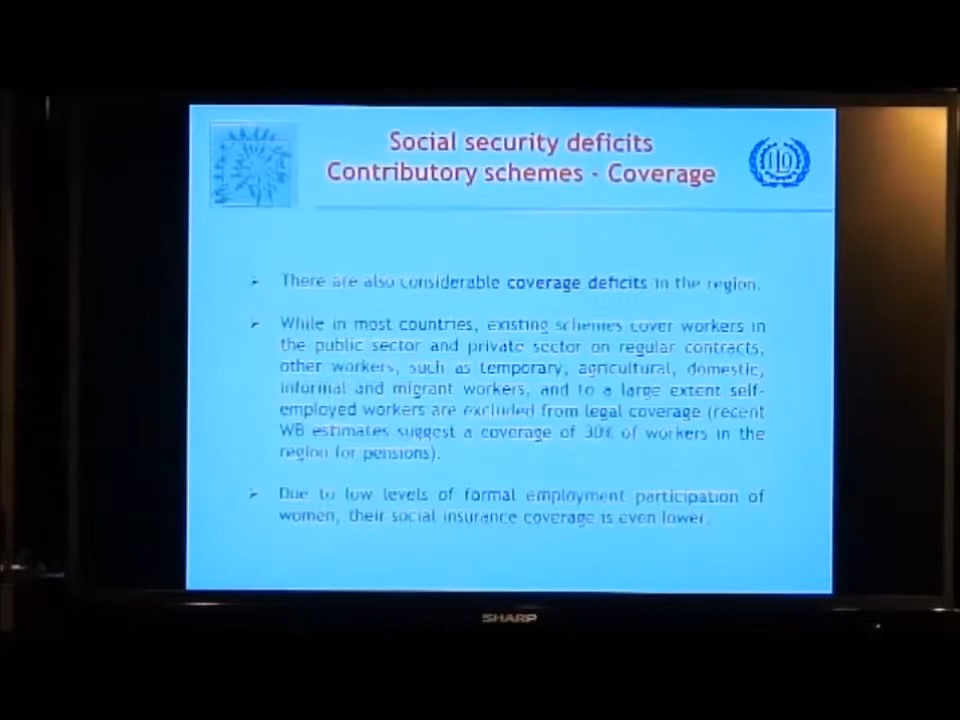 Social security deficits
Contributory schemes - Coverage
ILO
➢ There are also considerable coverage deficits in the region.
➢ While in most countries, existing schemes cover workers in
the public sector and private sector on regular contracts,
other workers, such as temporary, agricultural, domestic,
informal and migrant workers, and to a large extent self-
employed workers are excluded from legal coverage (recent
WB estimates suggest a coverage of 30% of workers in the
region for pensions).
➢ Due to low levels of formal employment participation of
women, their social insurance coverage is even lower.
SHARP